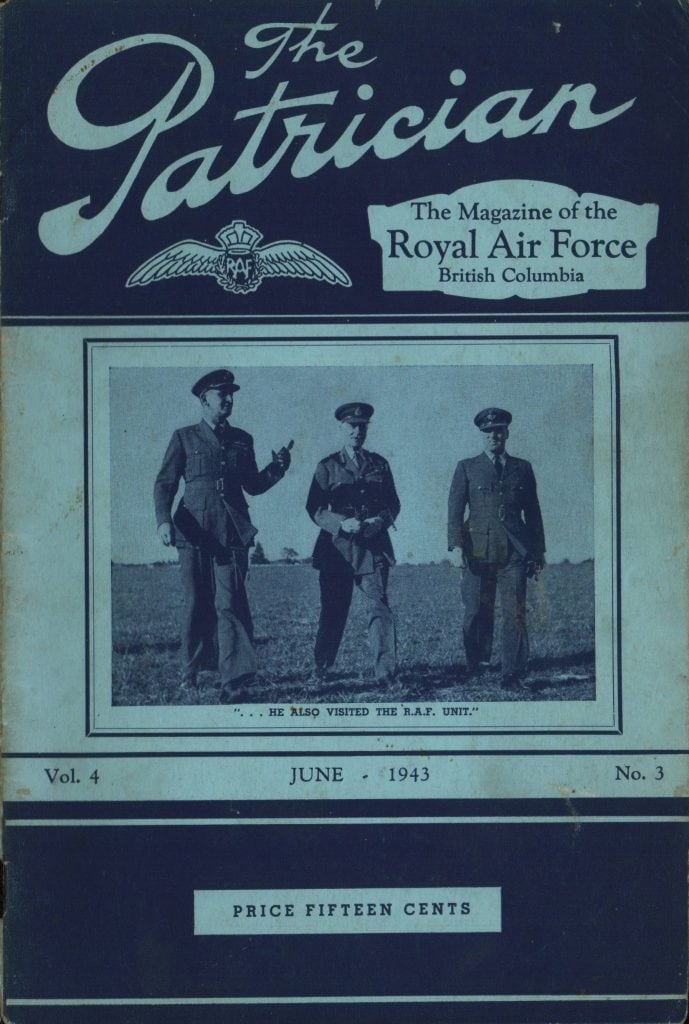 The
Patrician
The Magazine of the
Royal Air Force
British Columbia
RAF
". . . HE ALSO VISITED THE R.A.F. UNIT."
Vol. 4 JUNE - 1943 No. 3
PRICE FIFTEEN CENTS